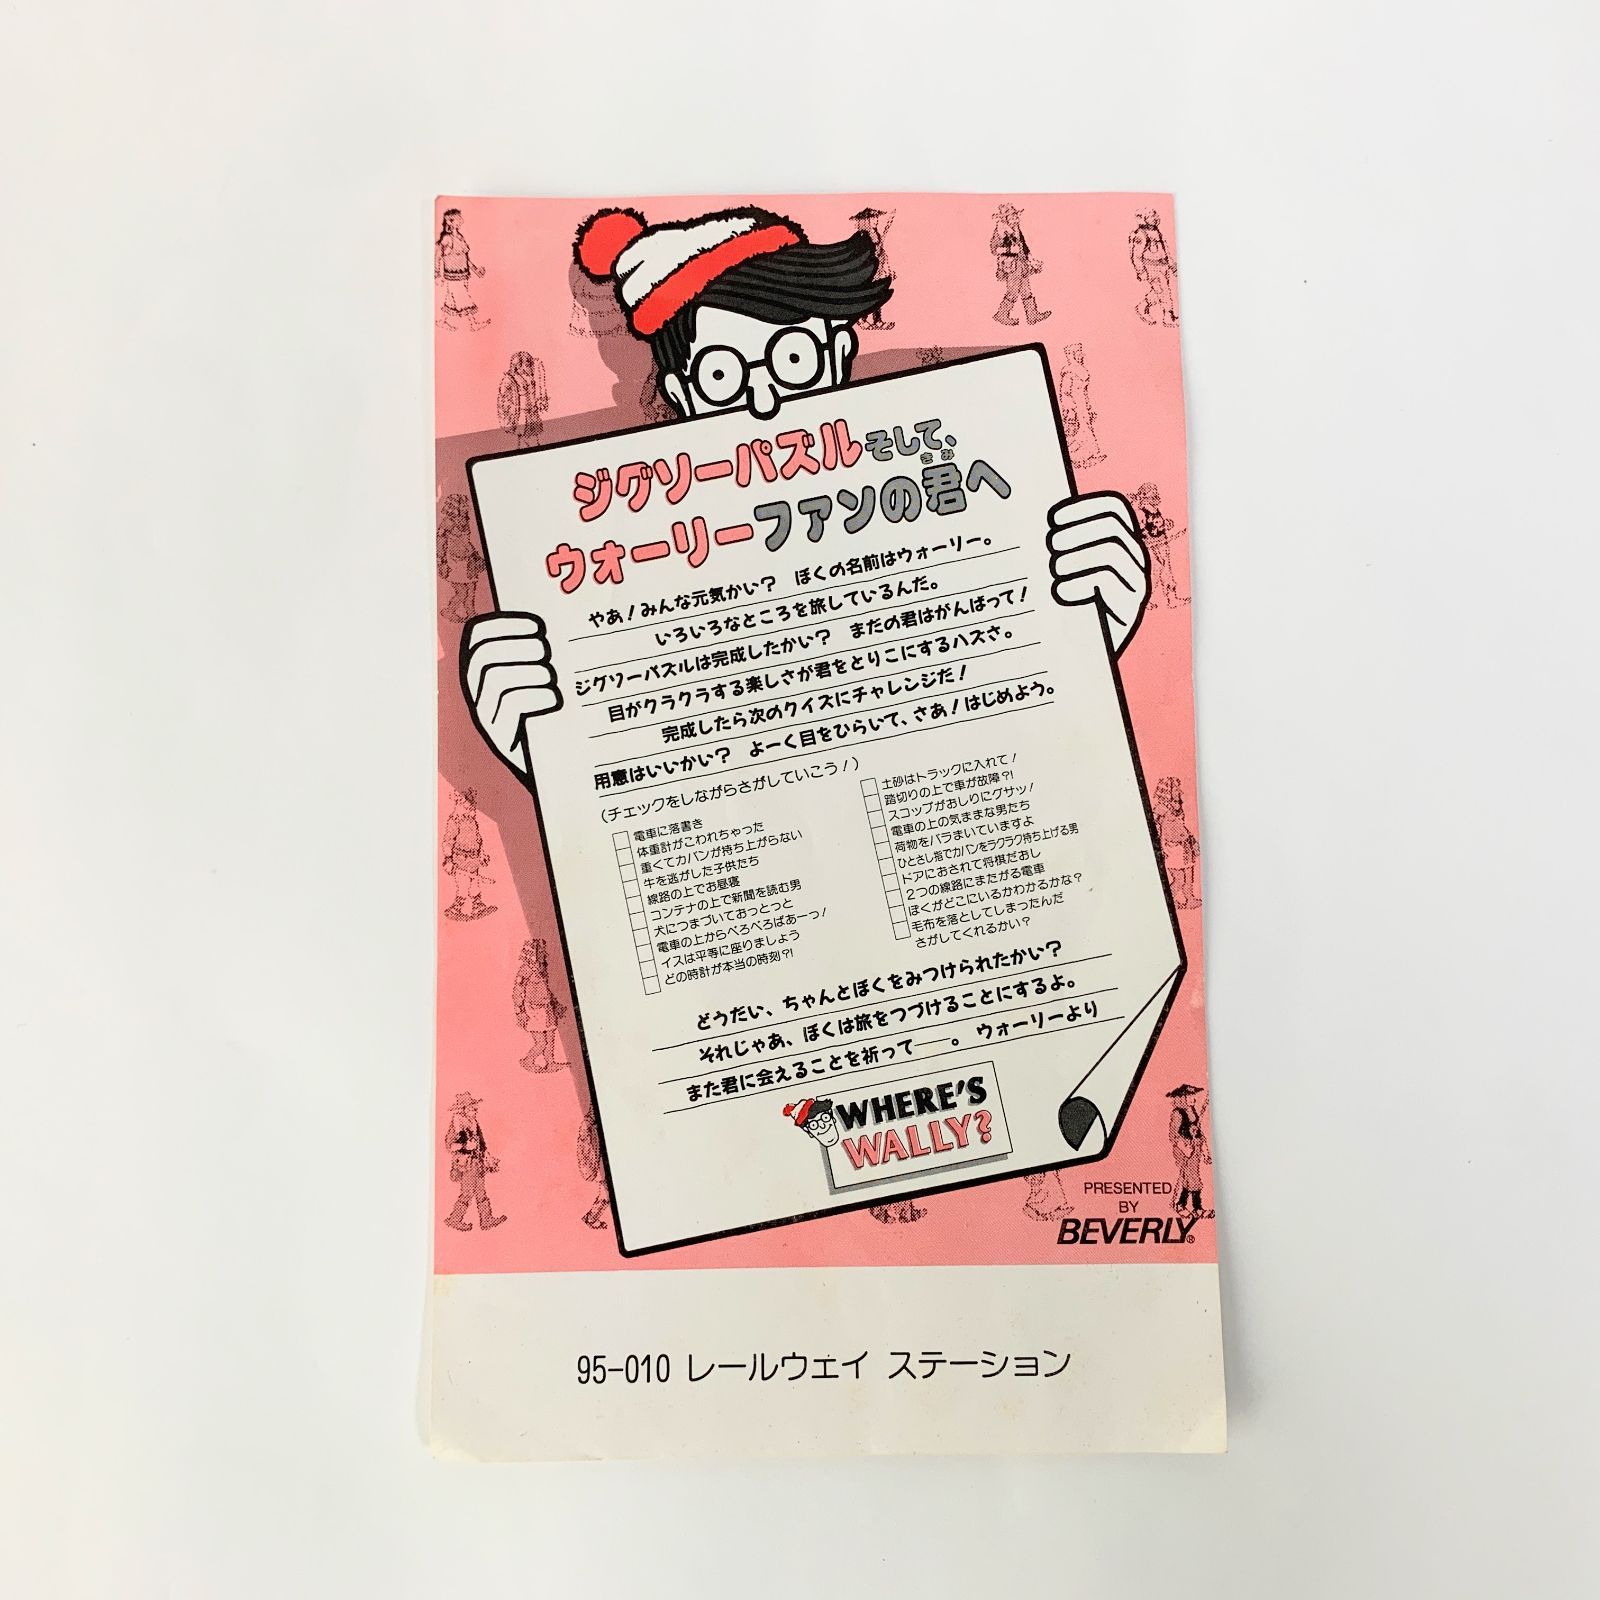 ジグソーパズルそして、
ウォーリーファンの君へ
きみ
やあ!みんな元気かい? ぼくの名前はウォーリー。
いろいろなところを旅しているんだ。
ジグソーパズルは完成したかい? まだの君はがんばって!
目がクラクラする楽しさが君をとりこにするハズさ。
完成したら次のクイズにチャレンジだ!
用意はいいかい? よーく目をひらいて、さあ!はじめよう。
(チェックをしながらさがしていこう!)
電車に落書き
体重計がこわれちゃった
重くてカバンが持ち上がらない
牛を逃がした子供たち
線路の上でお昼寝
コンテナの上で新聞を読む男
犬につまづいておっとっと
電車の上からべろべろばあーっ!
イスは平等に座りましょう
どの時計が本当の時刻?!
土砂はトラックに入れて!
踏切りの上で車が故障?!
スコップがおしりにグサッ!
電車の上の気ままな男たち
荷物をバラまいていますよ
ひとさし指でカバンをラクラク持ち上げる男
ドアにおされて将棋だおし
2つの線路にまたがる電車
ぼくがどこにいるかわかるかな?
毛布を落としてしまったんだ
さがしてくれるかい?
どうだい、ちゃんとぼくをみつけられたかい?
それじゃあ、ぼくは旅をつづけることにするよ。
また君に会えることを祈って──。 ウォーリーより
WHERE'S
WALLY?
PRESENTED
BY
BEVERLY®
95-010 レールウェイ ステーション